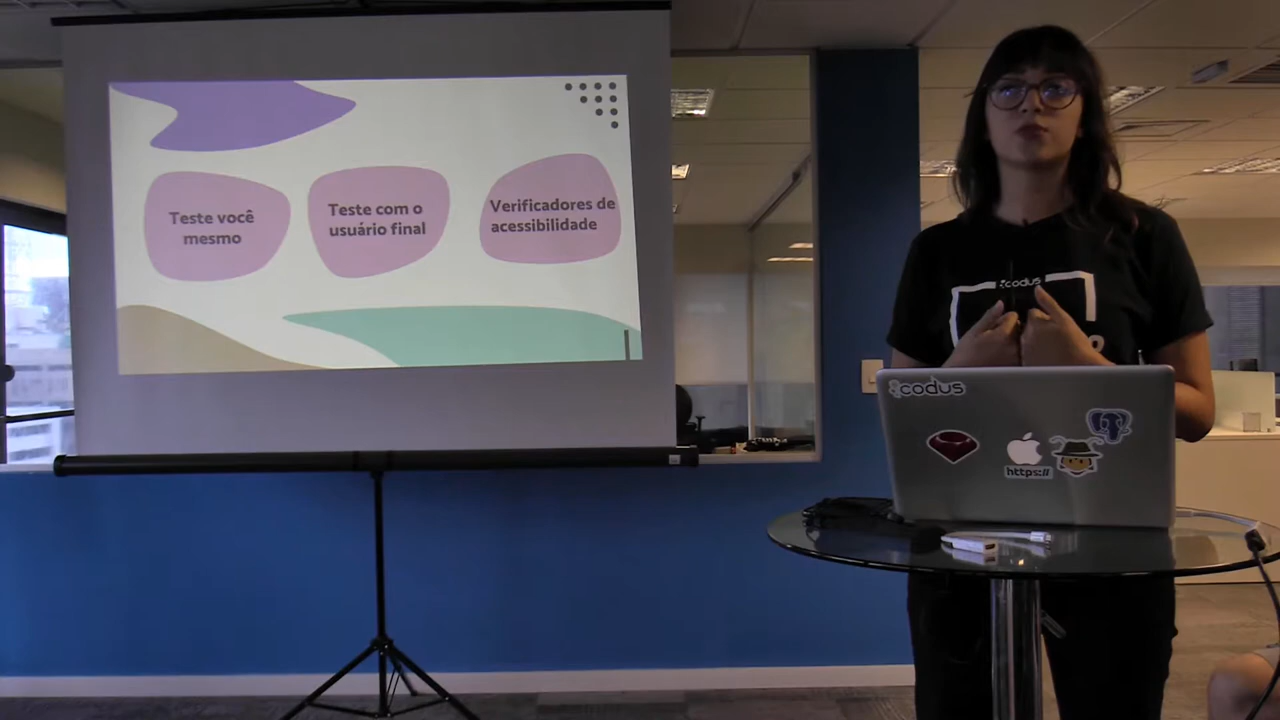 Teste você
mesmo
Teste com o
usuário final
Verificadores de
acessibilidade
codus
codus
https://